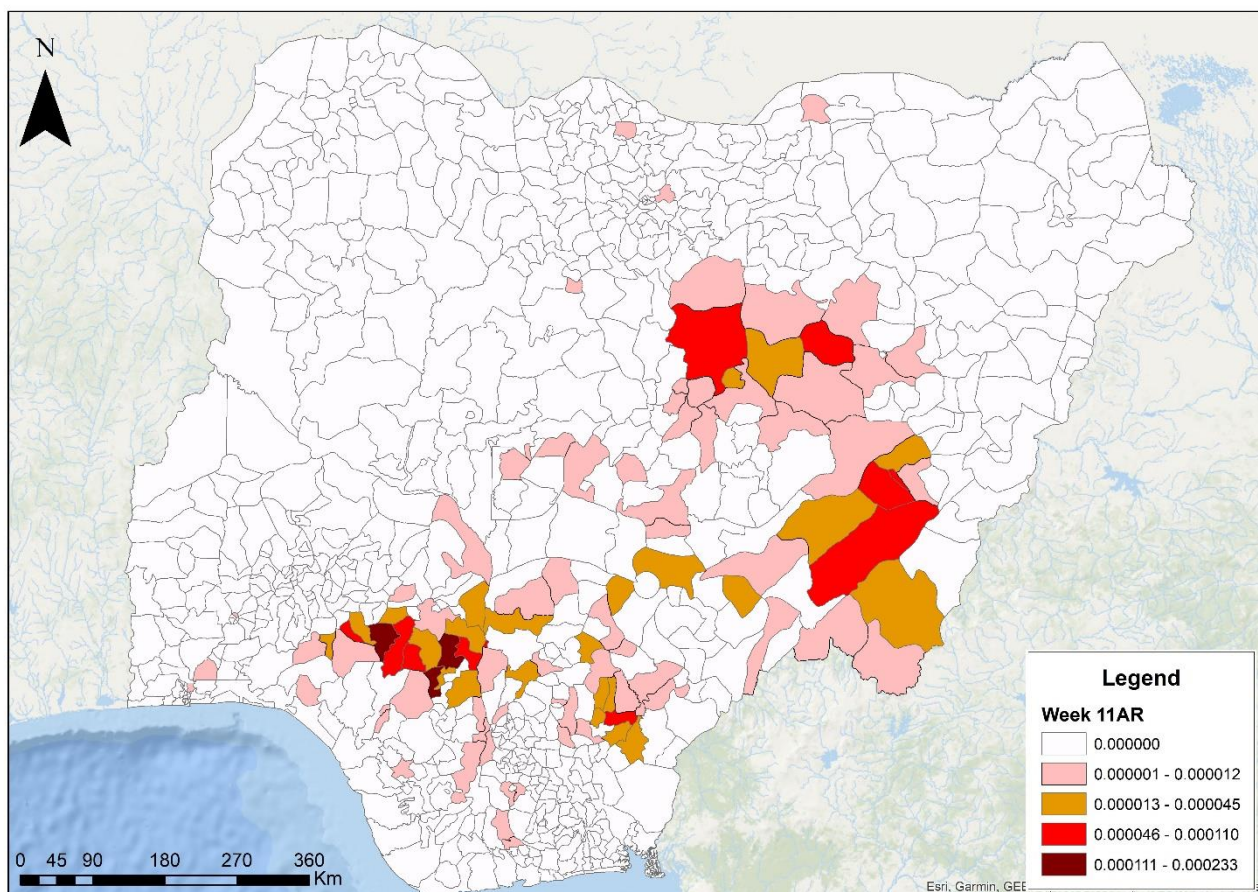 N
Legend
Week 11AR
0.000000
0.000001 - 0.000012
0.000013 - 0.000045
0.000046 - 0.000110
0.000111 - 0.000233
0 45 90 180 270 360
Km
Esri, Garmin, GEB